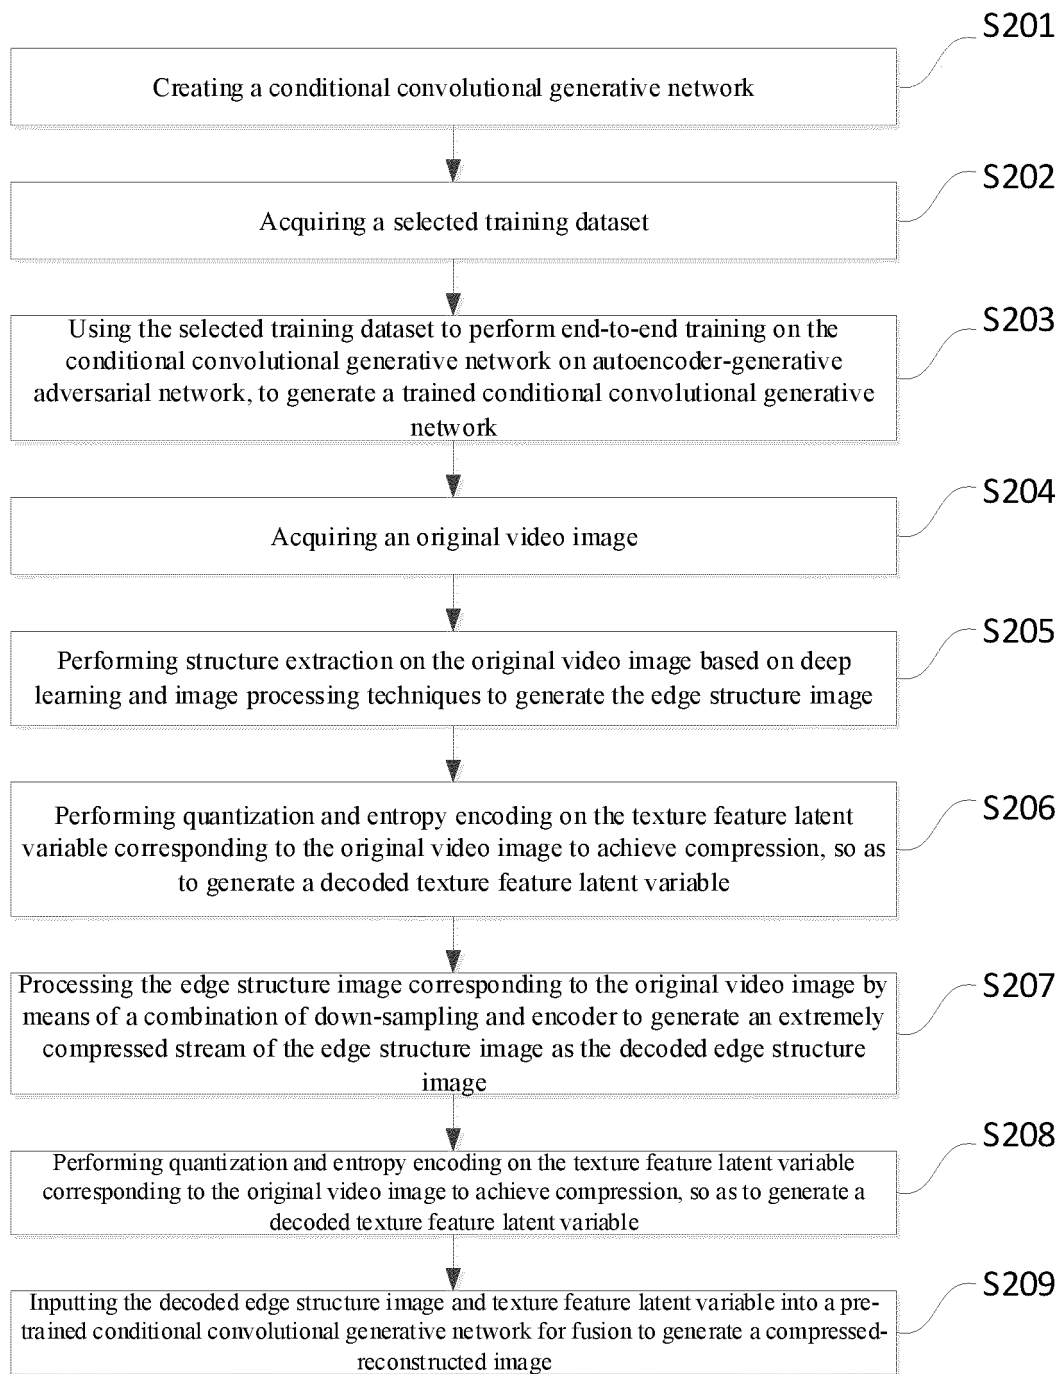 S201
Creating a conditional convolutional generative network
S202
Acquiring a selected training dataset
S203
Using the selected training dataset to perform end-to-end training on the
conditional convolutional generative network on autoencoder-generative
adversarial network, to generate a trained conditional convolutional generative
network
S204
Acquiring an original video image
S205
Performing structure extraction on the original video image based on deep
learning and image processing techniques to generate the edge structure image
S206
Performing quantization and entropy encoding on the texture feature latent
variable corresponding to the original video image to achieve compression, so as
to generate a decoded texture feature latent variable
S207
Processing the edge structure image corresponding to the original video image by
means of a combination of down-sampling and encoder to generate an extremely
compressed stream of the edge structure image as the decoded edge structure
image
S208
Performing quantization and entropy encoding on the texture feature latent variable
corresponding to the original video image to achieve compression, so as to generate a
decoded texture feature latent variable
S209
Inputting the decoded edge structure image and texture feature latent variable into a pre-
trained conditional convolutional generative network for fusion to generate a compressed-
reconstructed image